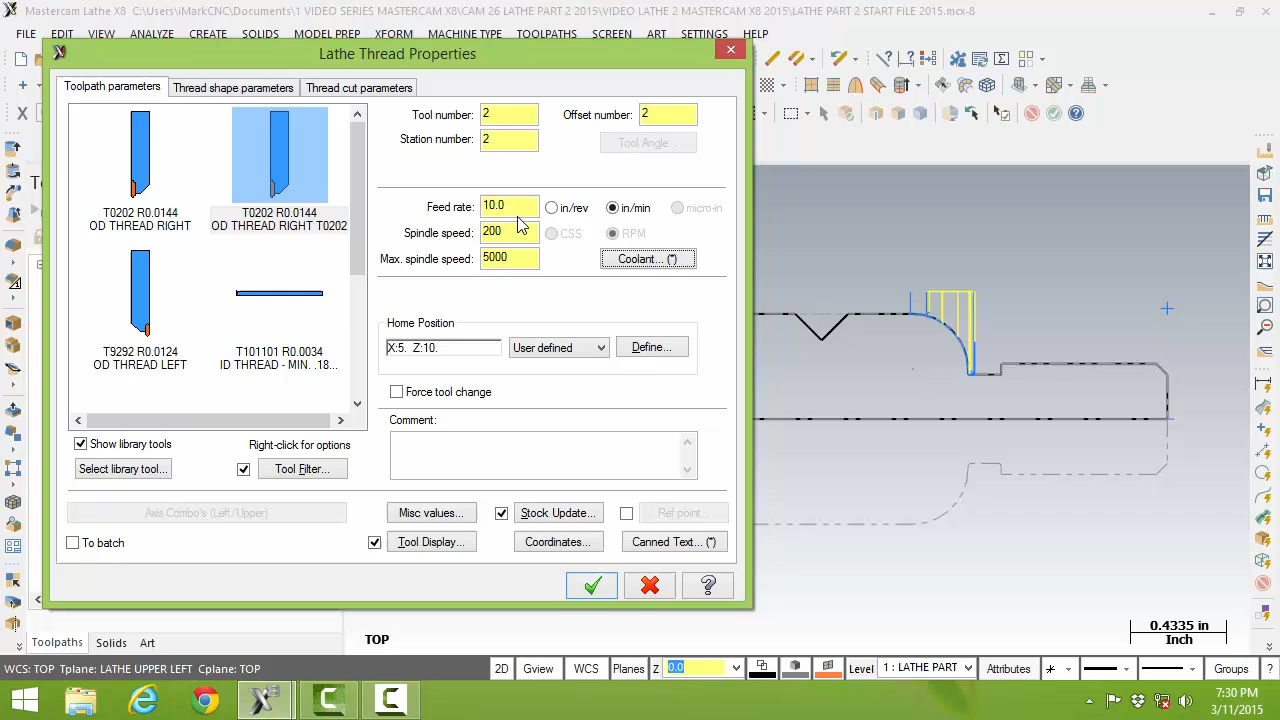 Mastercam Lathe X8 C:\Users\iMarkCNC\Documents\1 VIDEO SERIES MASTERCAM X8\CAM 26 LATHE PART 2 2015\VIDEO LATHE 2 MASTERCAM X8 2015\LATHE PART 2 START FILE 2015.mcx-8
FILE EDIT VIEW ANALYZE CREATE SOLIDS MODEL PREP XFORM MACHINE TYPE TOOLPATHS SCREEN ART SETTINGS HELP
Lathe Thread Properties
Toolpath parameters Thread shape parameters Thread cut parameters
Tool number: 2 Offset number: 2
Station number: 2 Tool Angle...
Feed rate: 10.0 in/rev in/min micro-in
Spindle speed: 200 CSS RPM
Max. spindle speed: 5000 Coolant... (*)
T0202 R0.0144 T0202 R0.0144
OD THREAD RIGHT OD THREAD RIGHT T0202
Home Position
X:5. Z:10. User defined Define...
T9292 R0.0124 T101101 R0.0034
OD THREAD LEFT ID THREAD - MIN. .18...
Force tool change
Comment:
Show library tools Right-click for options
Select library tool... Tool Filter...
Axis Combo's (Left/Upper) Misc values... Stock Update... Ref point...
To batch Tool Display... Coordinates... Canned Text... (*)
TOP
0.4335 in
Inch
Toolpaths Solids Art
WCS: TOP Tplane: LATHE UPPER LEFT Cplane: TOP 2D Gview WCS Planes Z 0.0 Level 1 : LATHE PART Attributes Groups ?
7:30 PM
3/11/2015